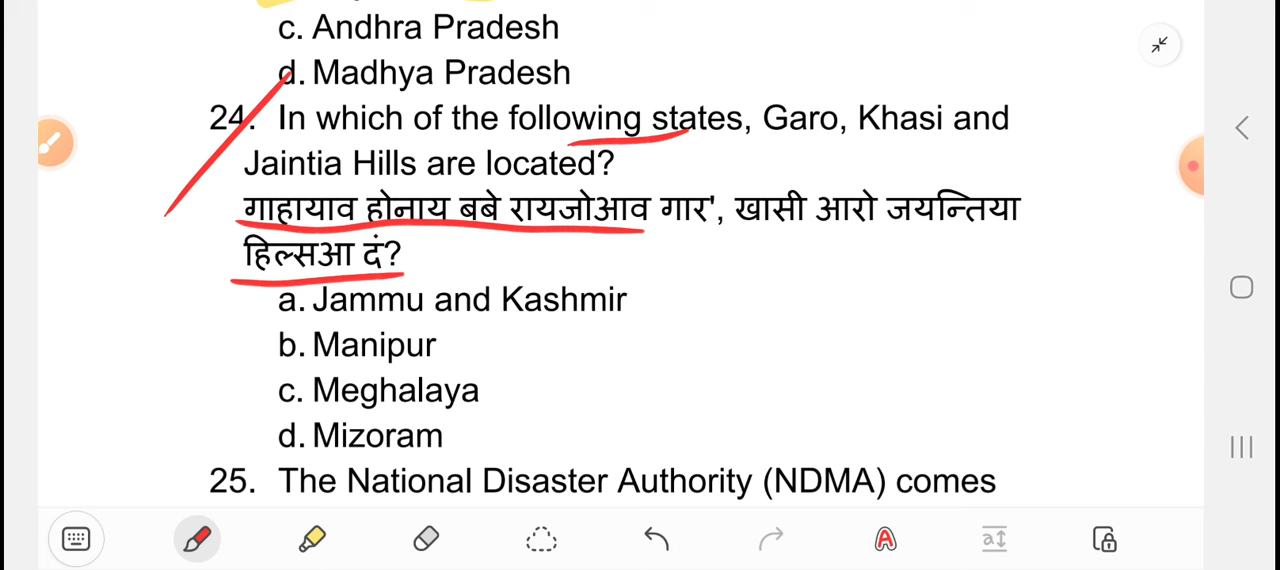 c. Andhra Pradesh
d. Madhya Pradesh
24. In which of the following states, Garo, Khasi and
Jaintia Hills are located?
गाहायाव होनाय बबे रायजोआव गार', खासी आरो जयन्तिया
हिल्सआ दं?
a. Jammu and Kashmir
b. Manipur
c. Meghalaya
d. Mizoram
25. The National Disaster Authority (NDMA) comes